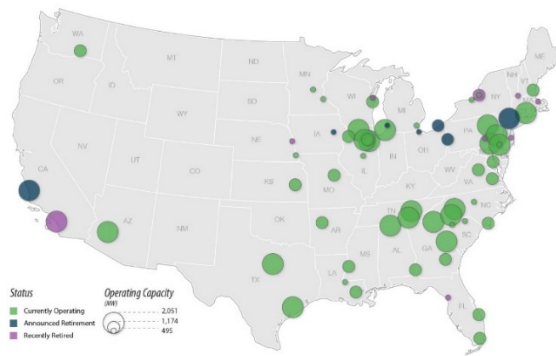 WA
MT
ND
MN
ME
VT
NH
OR
ID
SD
WI
MI
NY
WY
IA
NE
PA
NV
UT
CO
IL
IN
OH
WV
VA
CA
KS
MO
KY
NC
AZ
NM
OK
AR
TN
SC
MS
AL
GA
TX
LA
FL
Status
Currently Operating
Announced Retirement
Recently Retired
Operating Capacity
(MW)
2,051
1,174
495